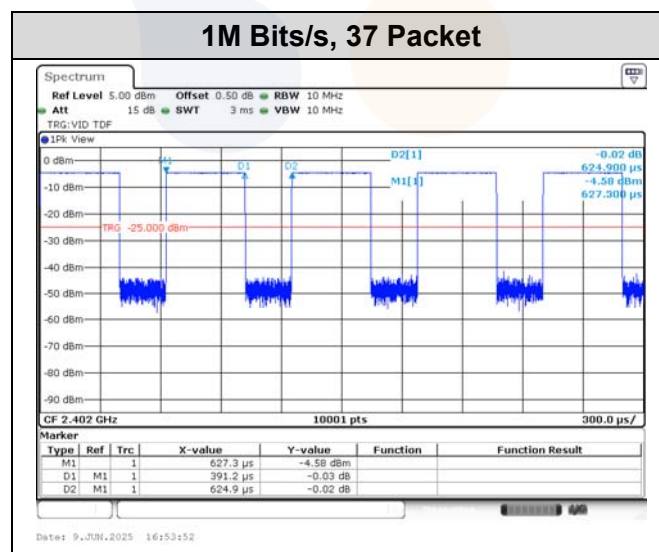 1M Bits/s, 37 Packet
Spectrum
Ref Level 5.00 dBm Offset 0.50 dB RBW 10 MHz
Att 15 dB SWT 3 ms VBW 10 MHz
TRG:VID TDF
1Pk View
D2[1] -0.02 dB
624.900 µs
M1[1] -4.58 dBm
627.300 µs
0 dBm
M1 D1 D2
-10 dBm
-20 dBm
TRG -25.000 dBm
-30 dBm
-40 dBm
-50 dBm
-60 dBm
-70 dBm
-80 dBm
-90 dBm
CF 2.402 GHz 10001 pts 300.0 µs/
Marker
Type Ref Trc X-value Y-value Function Function Result
M1 1 627.3 µs -4.58 dBm
D1 M1 1 391.2 µs -0.03 dB
D2 M1 1 624.9 µs -0.02 dB
Date: 9.JUN.2025 16:53:52